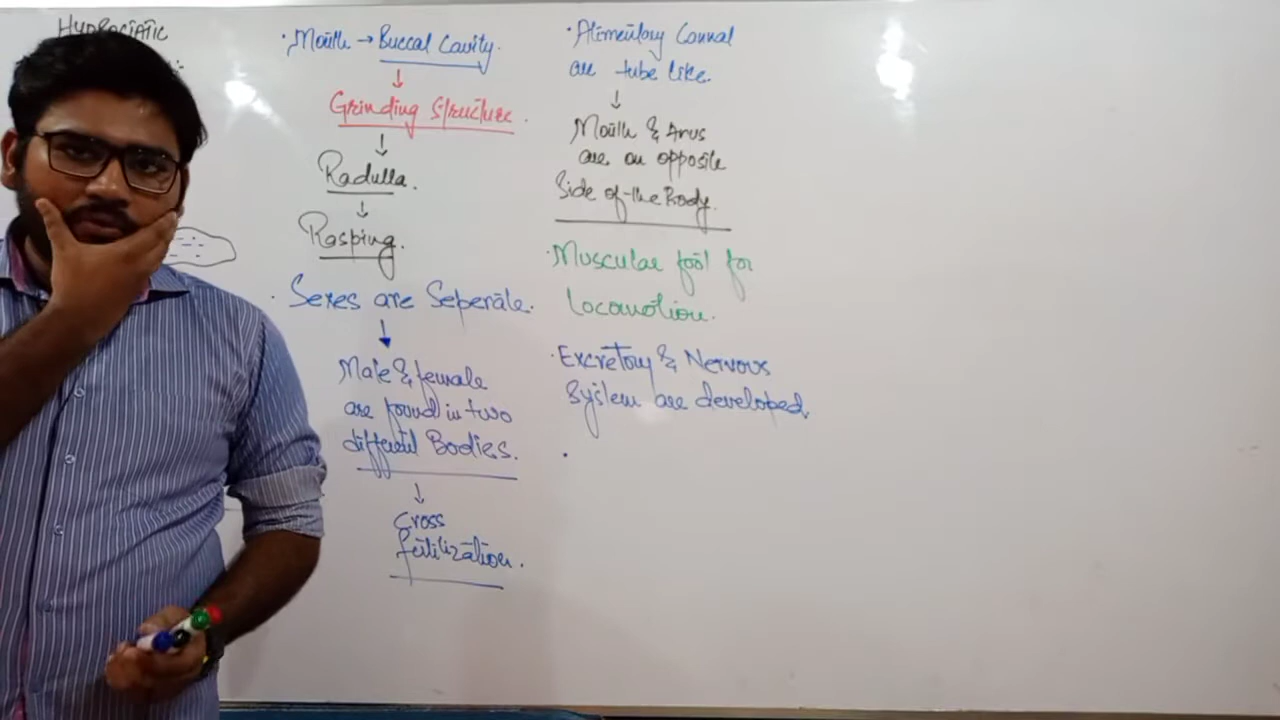 HYDROSTATIC
· Mouth → Buccal Cavity.
↓
Grinding Structure.
↓
Radulla.
↓
Rasping.
· Sexes are Seperate.
↓
Male & female
are found in two
different Bodies.
↓
Cross
fertilization.
· Alimentary Cannal
are tube like.
↓
Mouth & Anus
are on opposite
Side of the Body.
· Muscular foot for
Locomotion.
· Excretory & Nervous
System are developed.